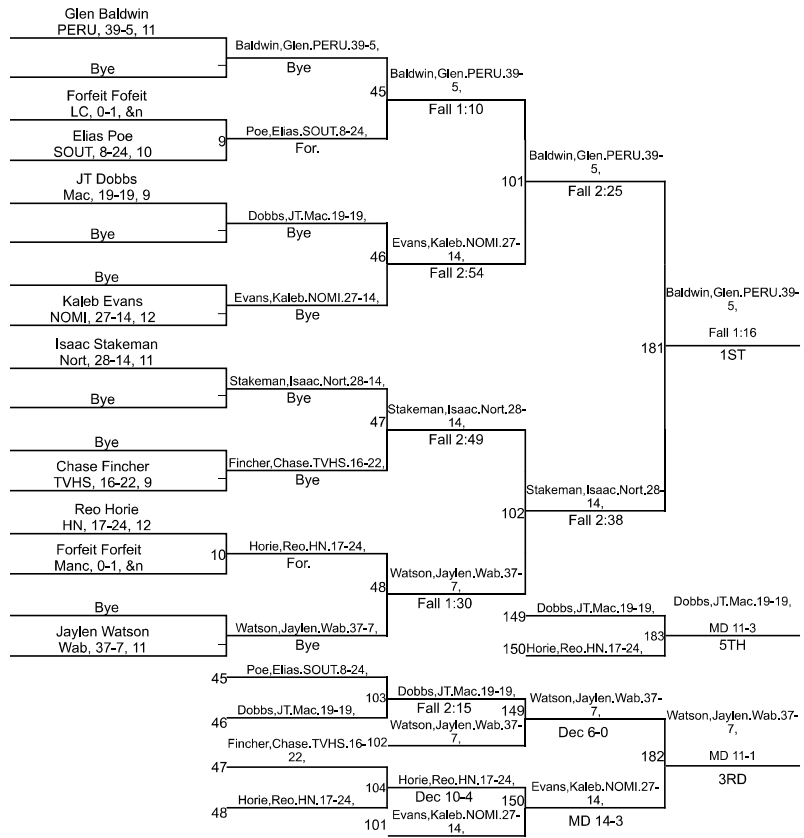 Glen Baldwin
PERU, 39-5, 11
Baldwin,Glen.PERU.39-5,
Bye
Bye
45
Baldwin,Glen.PERU.39-
5,
Fall 1:10
Forfeit Fofeit
LC, 0-1, &n
Elias Poe
SOUT, 8-24, 10
9
Poe,Elias.SOUT.8-24,
For.
101
Baldwin,Glen.PERU.39-
5,
Fall 2:25
JT Dobbs
Mac, 19-19, 9
Dobbs,JT.Mac.19-19,
Bye
Bye
46
Evans,Kaleb.NOMI.27-
14,
Fall 2:54
Bye
Kaleb Evans
NOMI, 27-14, 12
Evans,Kaleb.NOMI.27-14,
Bye
181
Baldwin,Glen.PERU.39-
5,
Fall 1:16
1ST
Isaac Stakeman
Nort, 28-14, 11
Stakeman,Isaac.Nort.28-14,
Bye
Bye
47
Stakeman,Isaac.Nort.28-
14,
Fall 2:49
Bye
Chase Fincher
TVHS, 16-22, 9
Fincher,Chase.TVHS.16-22,
Bye
102
Stakeman,Isaac.Nort.28-
14,
Fall 2:38
Reo Horie
HN, 17-24, 12
Forfeit Forfeit
Manc, 0-1, &n
10
Horie,Reo.HN.17-24,
For.
48
Watson,Jaylen.Wab.37-
7,
Fall 1:30
Bye
Jaylen Watson
Wab, 37-7, 11
Watson,Jaylen.Wab.37-7,
Bye
149
Dobbs,JT.Mac.19-19,
150
Horie,Reo.HN.17-24,
183
Dobbs,JT.Mac.19-19,
MD 11-3
5TH
45
Poe,Elias.SOUT.8-24,
46
Dobbs,JT.Mac.19-19,
103
Dobbs,JT.Mac.19-19,
Fall 2:15
102
Watson,Jaylen.Wab.37-
7,
149
Watson,Jaylen.Wab.37-
7,
Dec 6-0
47
Fincher,Chase.TVHS.16-
22,
48
Horie,Reo.HN.17-24,
104
Horie,Reo.HN.17-24,
Dec 10-4
101
Evans,Kaleb.NOMI.27-
14,
150
Evans,Kaleb.NOMI.27-
14,
MD 14-3
182
Watson,Jaylen.Wab.37-
7,
MD 11-1
3RD